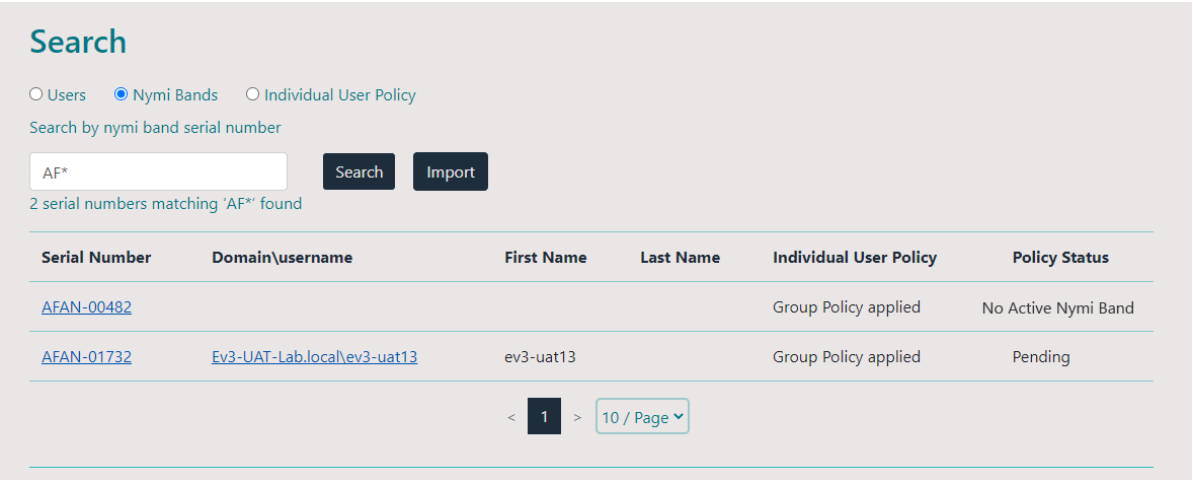 Search
Users Nymi Bands Individual User Policy
Search by nymi band serial number
AF* Search Import
2 serial numbers matching 'AF*' found
Serial Number Domain\username First Name Last Name Individual User Policy Policy Status
AFAN-00482 Group Policy applied No Active Nymi Band
AFAN-01732 Ev3-UAT-Lab.local\ev3-uat13 ev3-uat13 Group Policy applied Pending
< 1 > 10 / Page